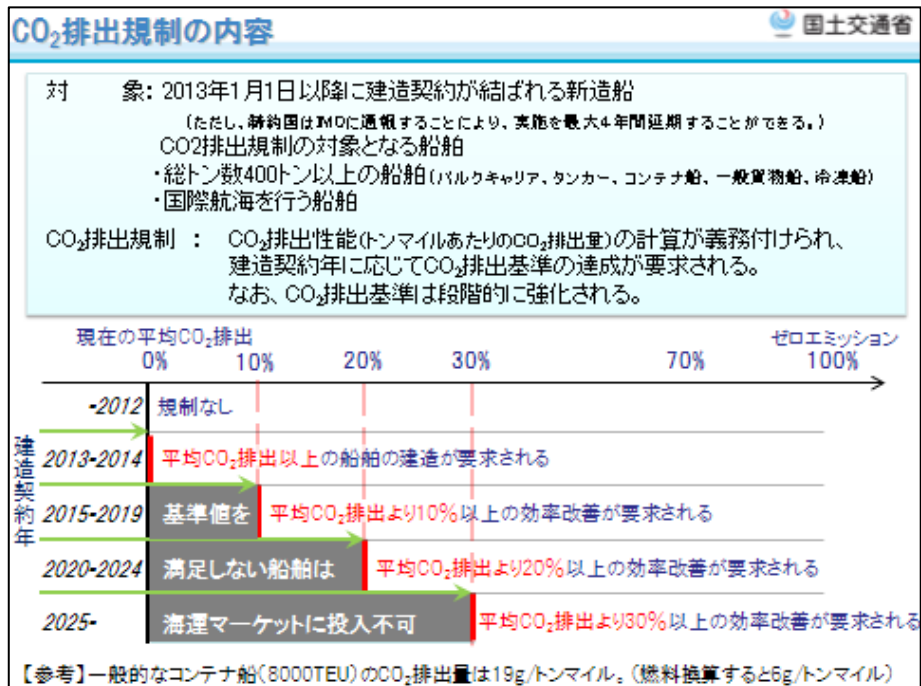 CO₂排出規制の内容
国土交通省
対 象: 2013年1月1日以降に建造契約が結ばれる新造船
(ただし、締約国はIMOに通報することにより、実施を最大4年間延期することができる。)
CO2排出規制の対象となる船舶
・総トン数400トン以上の船舶(バルクキャリア、タンカー、コンテナ船、一般貨物船、冷凍船)
・国際航海を行う船舶
CO₂排出規制 : CO₂排出性能(トンマイルあたりのCO₂排出量)の計算が義務付けられ、
建造契約年に応じてCO₂排出基準の達成が要求される。
なお、CO₂排出基準は段階的に強化される。
現在の平均CO₂排出 ゼロエミッション
0% 10% 20% 30% 70% 100%
建造契約年
-2012 規制なし
2013-2014 平均CO₂排出以上の船舶の建造が要求される
2015-2019 基準値を 平均CO₂排出より10%以上の効率改善が要求される
2020-2024 満足しない船舶は 平均CO₂排出より20%以上の効率改善が要求される
2025- 海運マーケットに投入不可 平均CO₂排出より30%以上の効率改善が要求される
【参考】一般的なコンテナ船(8000TEU)のCO₂排出量は19g/トンマイル。(燃料換算すると6g/トンマイル)